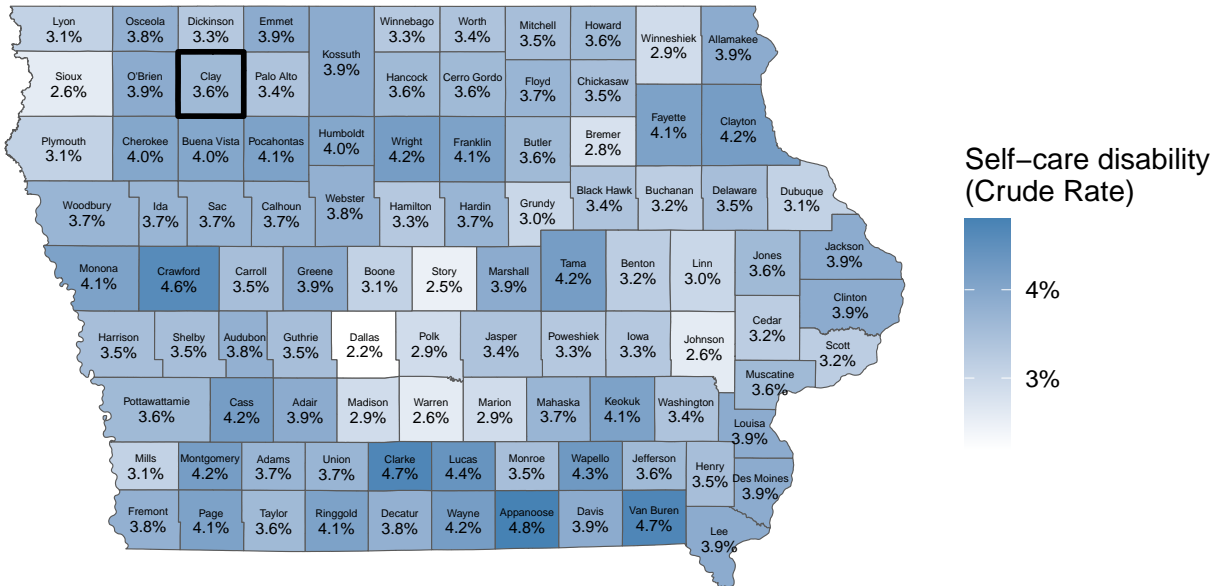 Lyon
3.1%
Osceola
3.8%
Dickinson
3.3%
Emmet
3.9%
Kossuth
3.9%
Winnebago
3.3%
Worth
3.4%
Mitchell
3.5%
Howard
3.6%
Winneshiek
2.9%
Allamakee
3.9%
Sioux
2.6%
O'Brien
3.9%
Clay
3.6%
Palo Alto
3.4%
Hancock
3.6%
Cerro Gordo
3.6%
Floyd
3.7%
Chickasaw
3.5%
Fayette
4.1%
Clayton
4.2%
Plymouth
3.1%
Cherokee
4.0%
Buena Vista
4.0%
Pocahontas
4.1%
Humboldt
4.0%
Wright
4.2%
Franklin
4.1%
Butler
3.6%
Bremer
2.8%
Woodbury
3.7%
Ida
3.7%
Sac
3.7%
Calhoun
3.7%
Webster
3.8%
Hamilton
3.3%
Hardin
3.7%
Grundy
3.0%
Black Hawk
3.4%
Buchanan
3.2%
Delaware
3.5%
Dubuque
3.1%
Monona
4.1%
Crawford
4.6%
Carroll
3.5%
Greene
3.9%
Boone
3.1%
Story
2.5%
Marshall
3.9%
Tama
4.2%
Benton
3.2%
Linn
3.0%
Jones
3.6%
Jackson
3.9%
Clinton
3.9%
Harrison
3.5%
Shelby
3.5%
Audubon
3.8%
Guthrie
3.5%
Dallas
2.2%
Polk
2.9%
Jasper
3.4%
Poweshiek
3.3%
Iowa
3.3%
Johnson
2.6%
Cedar
3.2%
Scott
3.2%
Muscatine
3.6%
Pottawattamie
3.6%
Cass
4.2%
Adair
3.9%
Madison
2.9%
Warren
2.6%
Marion
2.9%
Mahaska
3.7%
Keokuk
4.1%
Washington
3.4%
Louisa
3.9%
Mills
3.1%
Montgomery
4.2%
Adams
3.7%
Union
3.7%
Clarke
4.7%
Lucas
4.4%
Monroe
3.5%
Wapello
4.3%
Jefferson
3.6%
Henry
3.5%
Des Moines
3.9%
Fremont
3.8%
Page
4.1%
Taylor
3.6%
Ringgold
4.1%
Decatur
3.8%
Wayne
4.2%
Appanoose
4.8%
Davis
3.9%
Van Buren
4.7%
Lee
3.9%
Self−care disability
(Crude Rate)
4%
3%